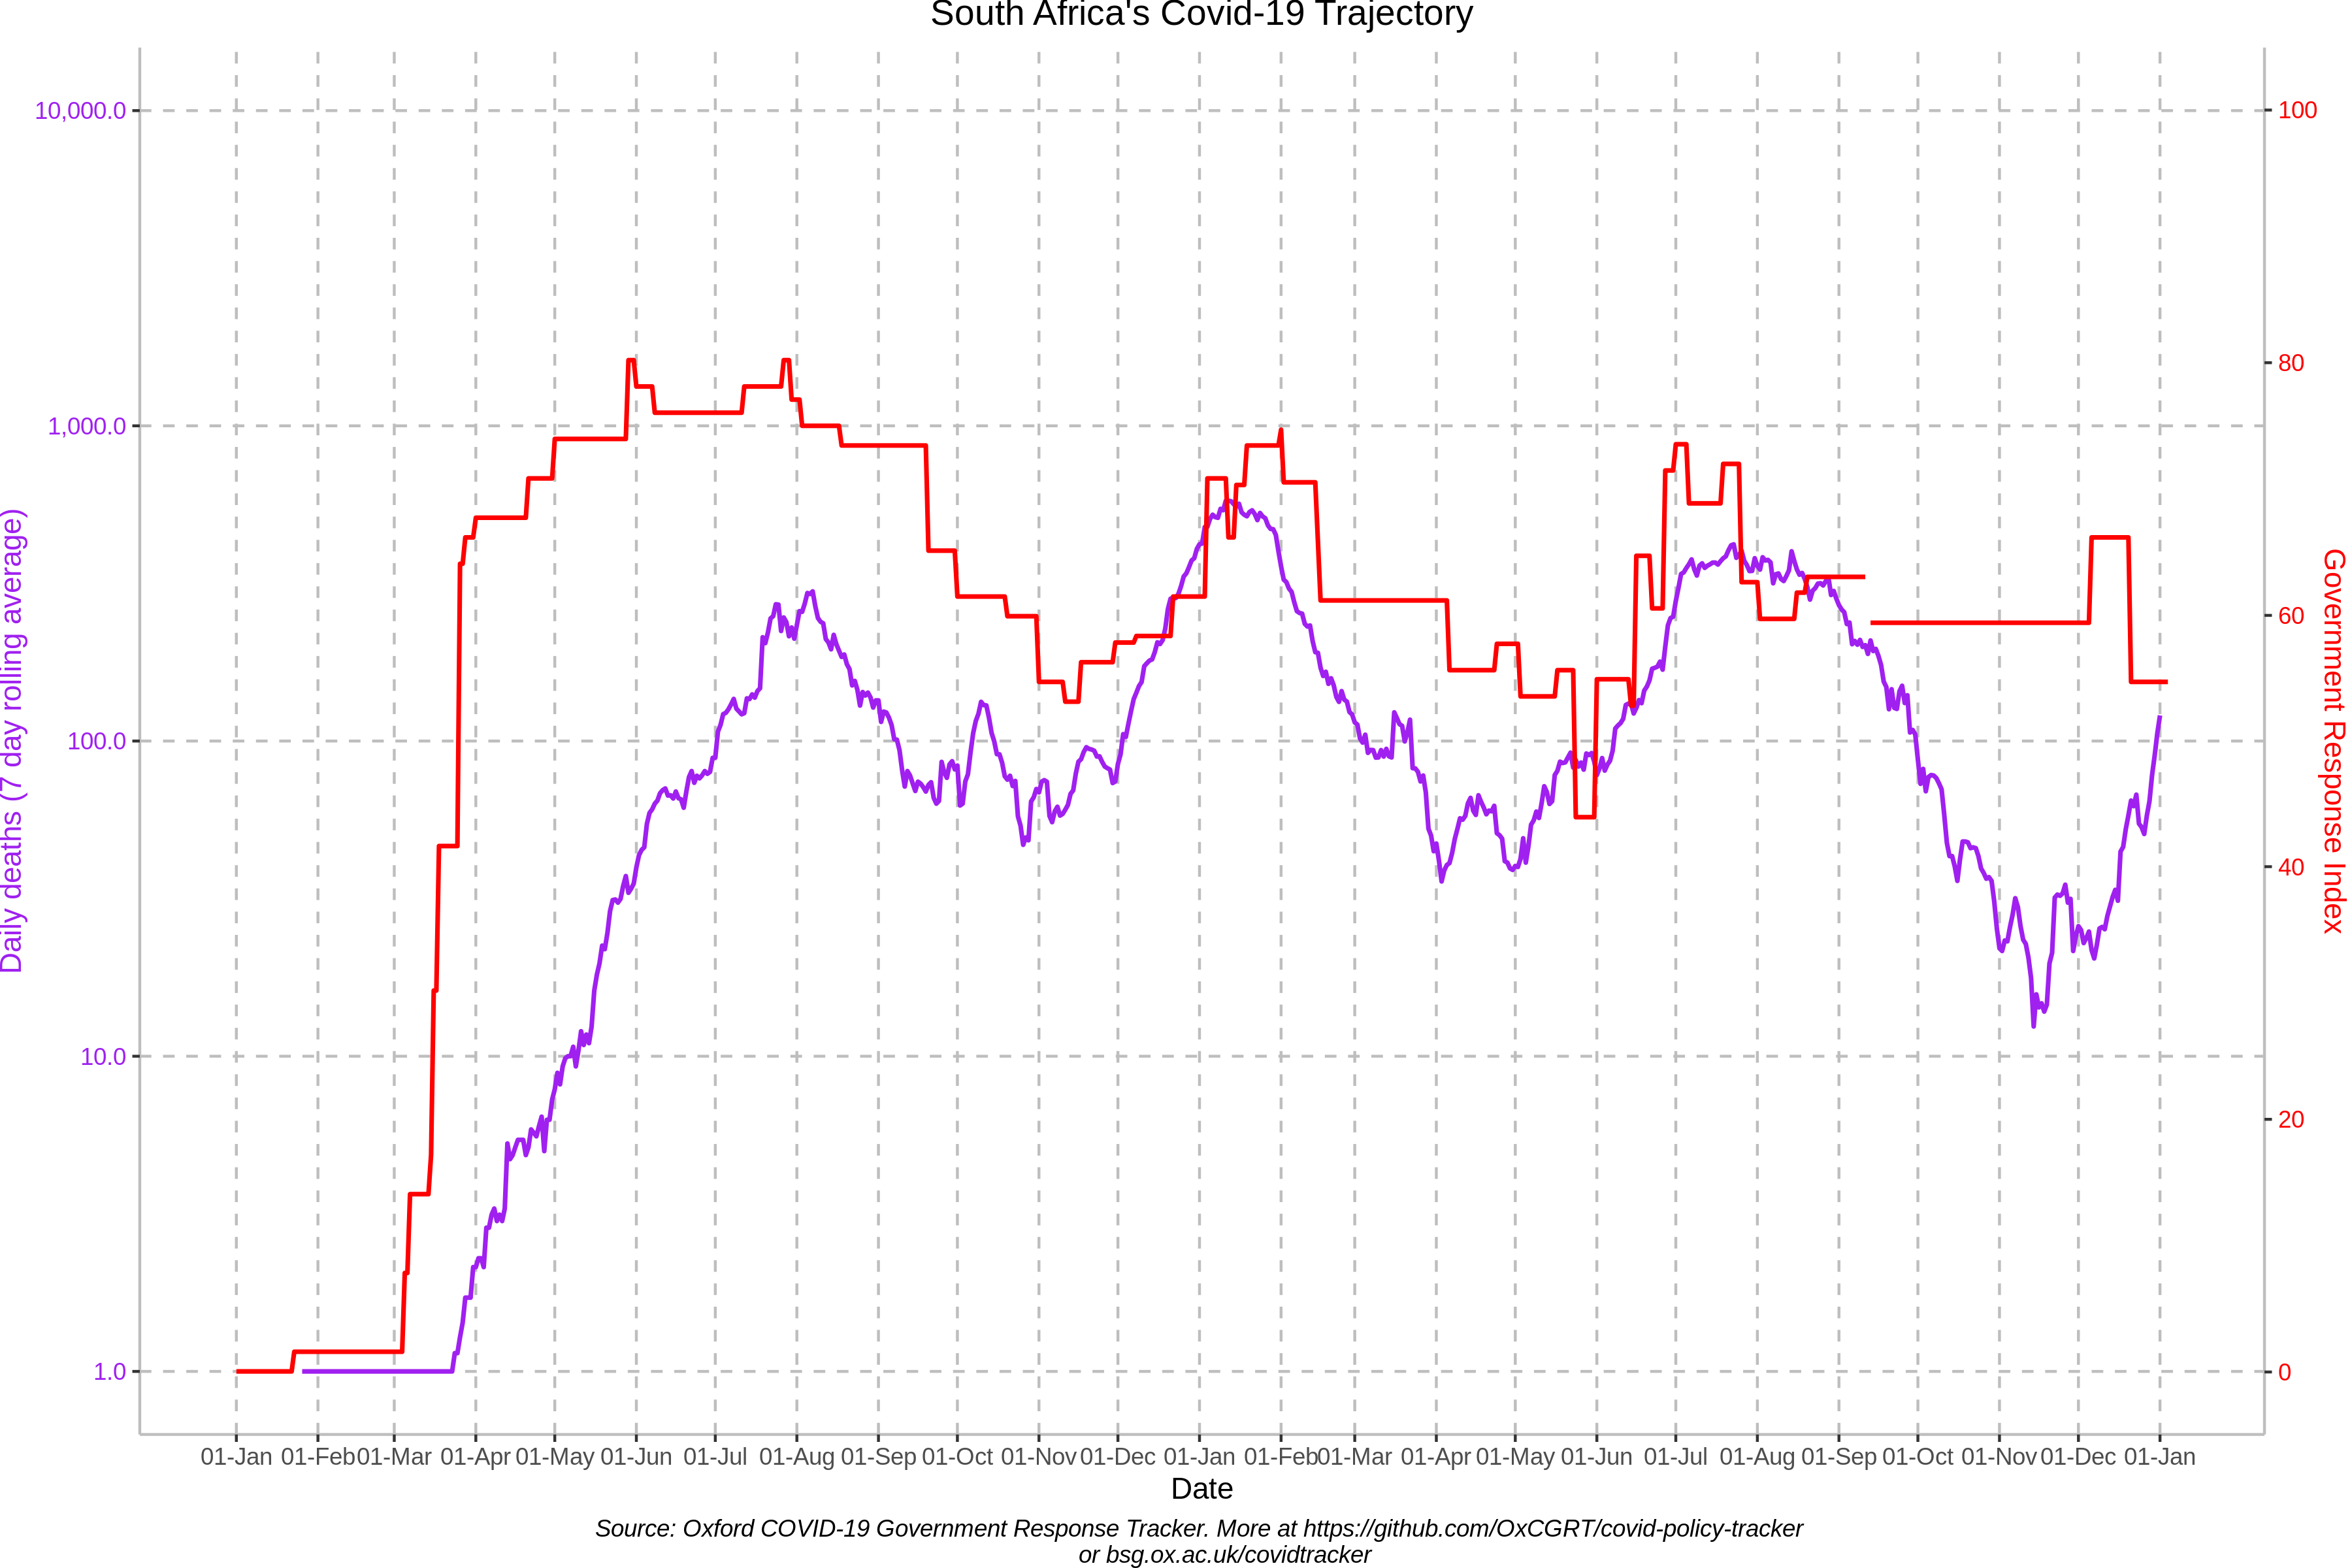 South Africa's Covid-19 Trajectory
10,000.0
1,000.0
100.0
10.0
1.0
Daily deaths (7 day rolling average)
100
80
60
40
20
0
Government Response Index
01-Jan 01-Feb 01-Mar 01-Apr 01-May 01-Jun 01-Jul 01-Aug 01-Sep 01-Oct 01-Nov 01-Dec 01-Jan 01-Feb 01-Mar 01-Apr 01-May 01-Jun 01-Jul 01-Aug 01-Sep 01-Oct 01-Nov 01-Dec 01-Jan
Date
Source: Oxford COVID-19 Government Response Tracker. More at https://github.com/OxCGRT/covid-policy-tracker
or bsg.ox.ac.uk/covidtracker